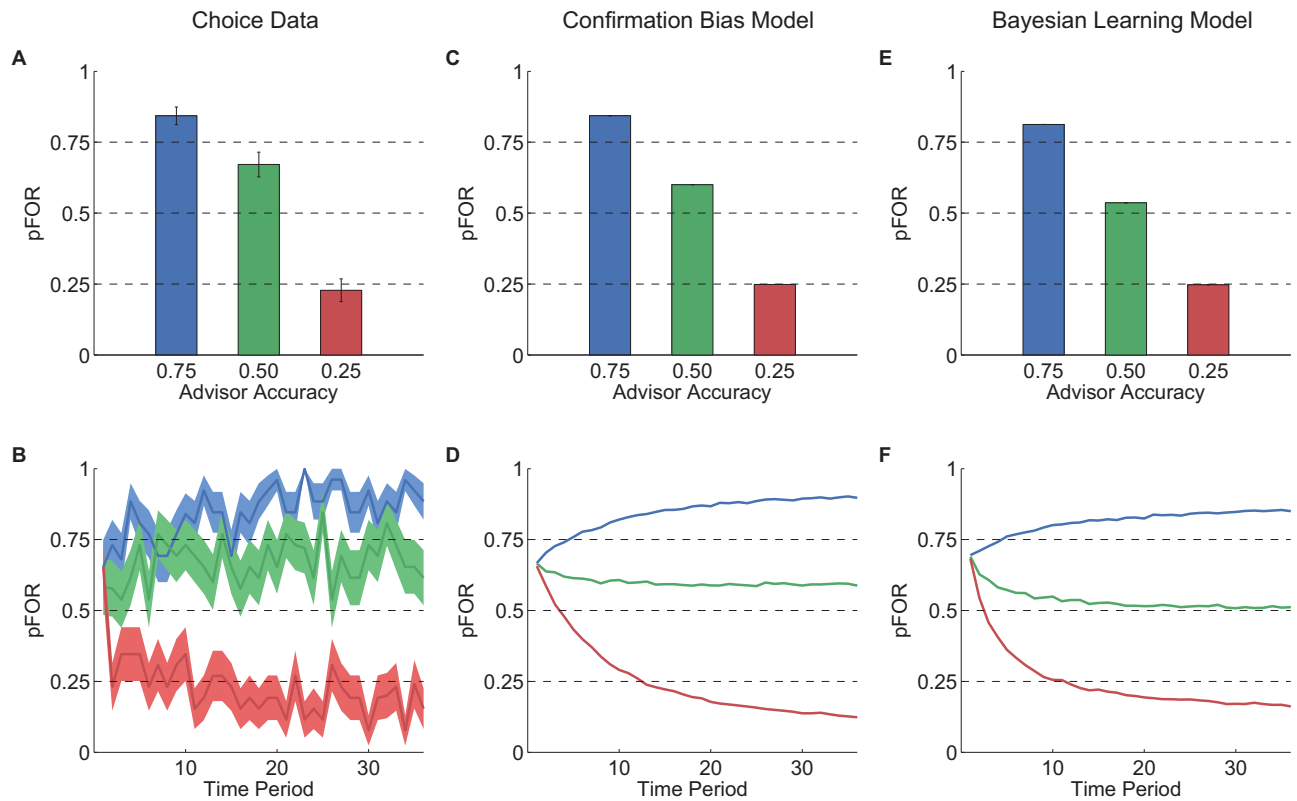 Choice Data
Confirmation Bias Model
Bayesian Learning Model
A
1
0.75
0.5
0.25
0
pFOR
0.75 0.50 0.25
Advisor Accuracy
C
1
0.75
0.5
0.25
0
pFOR
0.75 0.50 0.25
Advisor Accuracy
E
1
0.75
0.5
0.25
0
pFOR
0.75 0.50 0.25
Advisor Accuracy
B
1
0.75
0.5
0.25
0
pFOR
10 20 30
Time Period
D
1
0.75
0.5
0.25
0
pFOR
10 20 30
Time Period
F
1
0.75
0.5
0.25
0
pFOR
10 20 30
Time Period